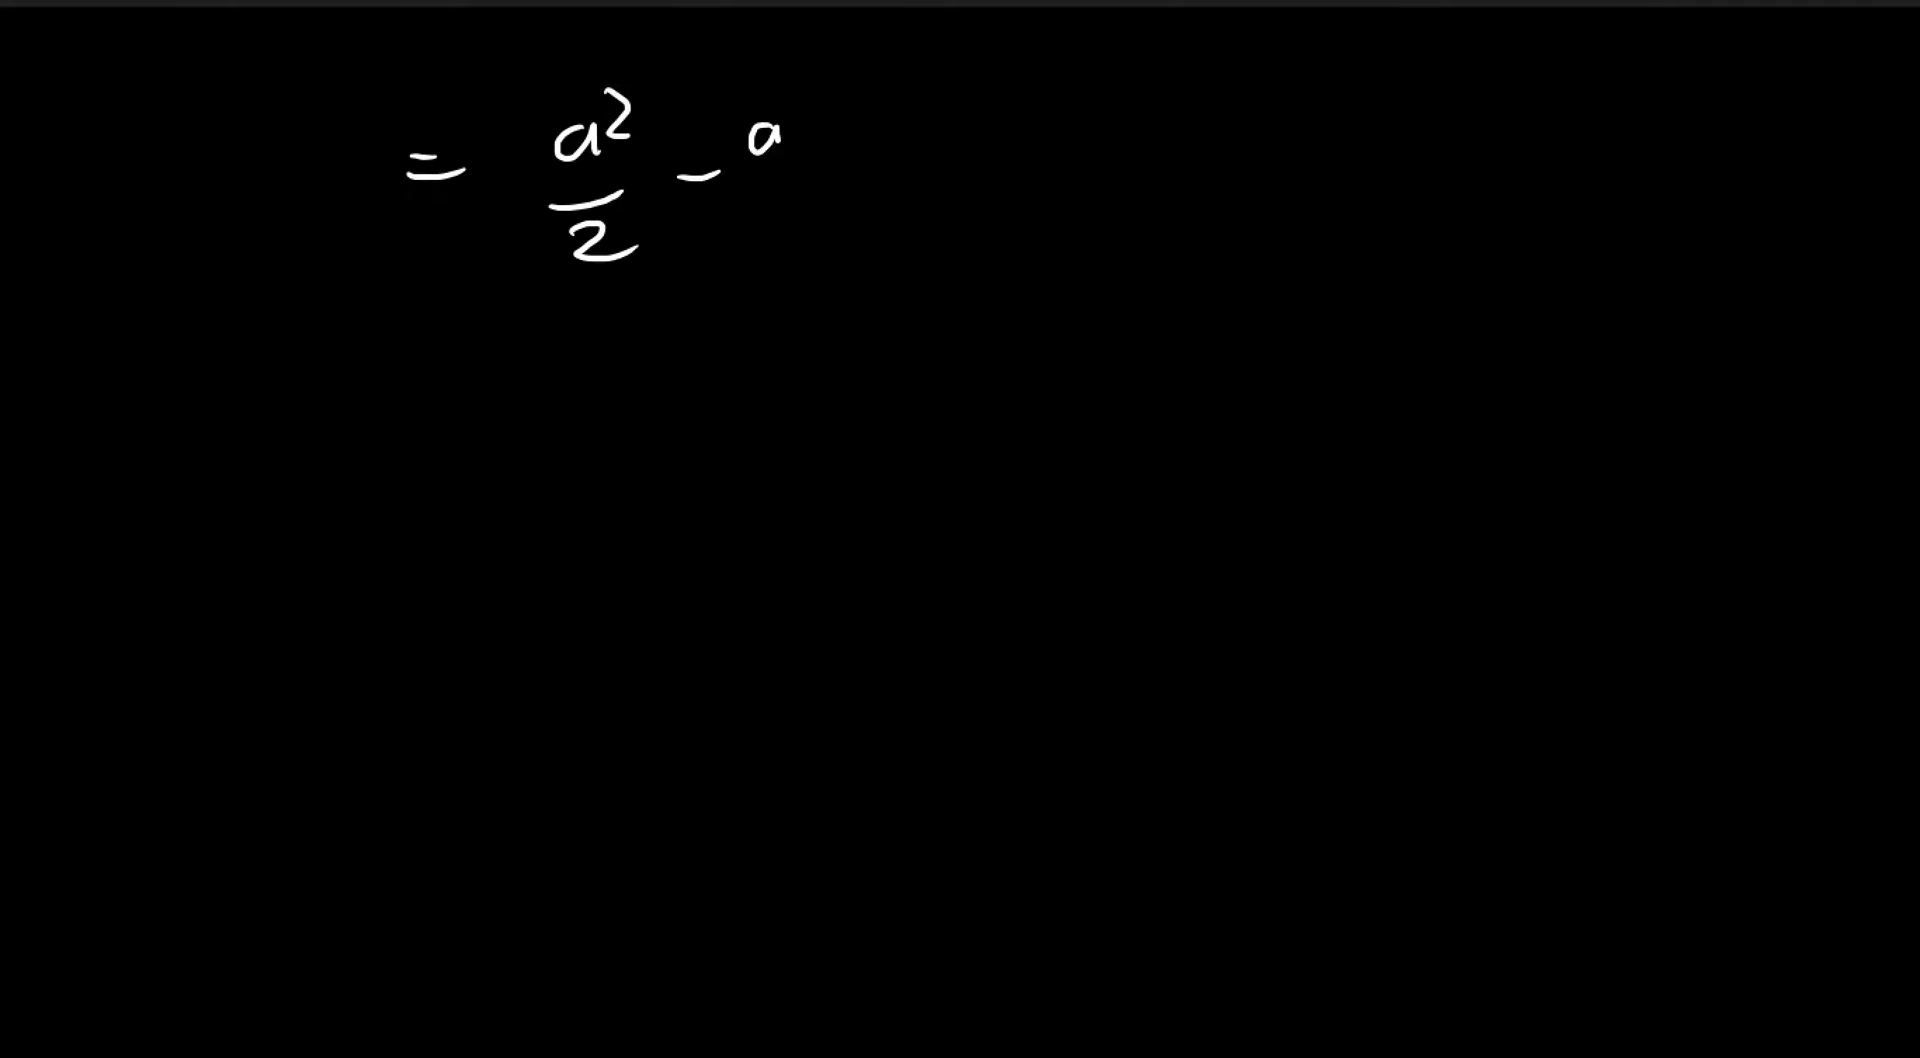 = a²/2 - a